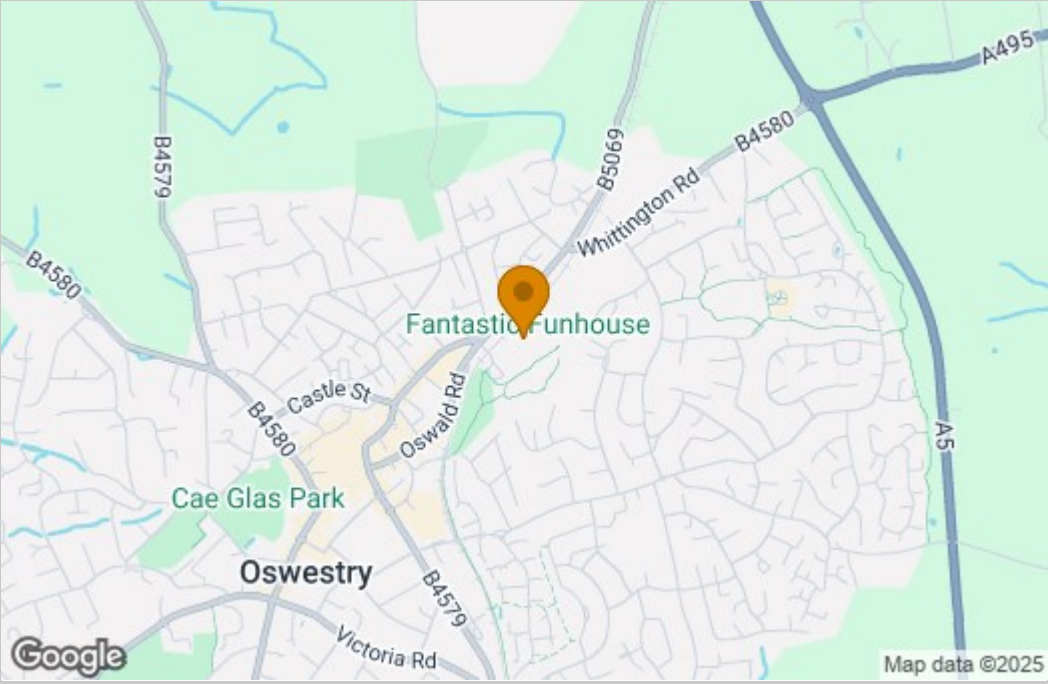 A495
B4580
B5069
B4579
Whittington Rd
B4580
Fantastic Funhouse
Castle St
Oswald Rd
B4580
A5
Cae Glas Park
Oswestry
B4579
Victoria Rd
Google
Map data ©2025